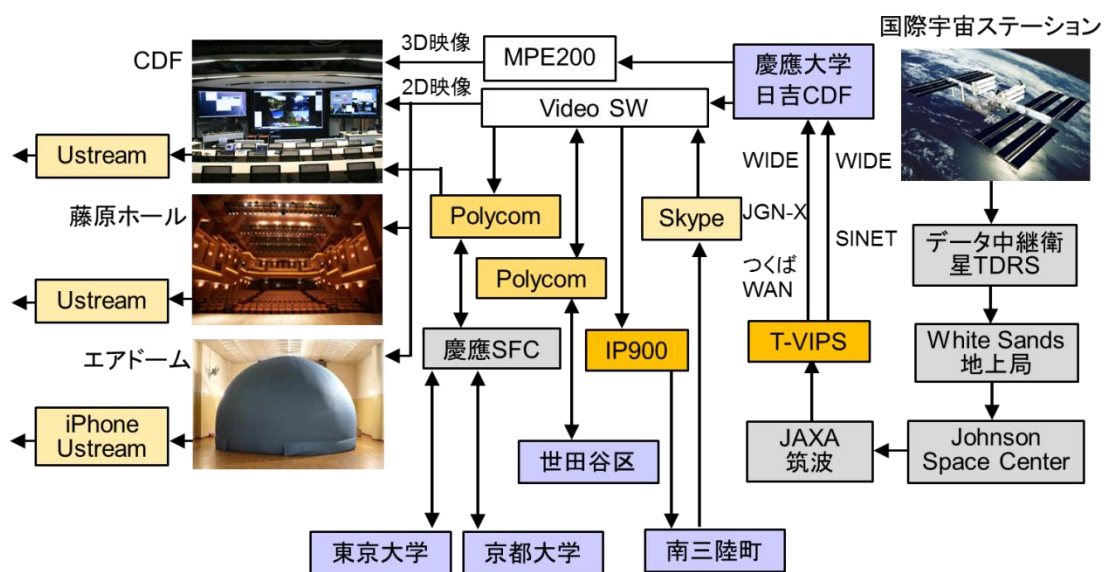 国際宇宙ステーション
CDF
3D映像
MPE200
慶應大学
日吉CDF
2D映像
Video SW
Ustream
WIDE
WIDE
藤原ホール
Polycom
Skype
JGN-X
SINET
データ中継衛
星TDRS
つくば
WAN
Polycom
Ustream
エアドーム
慶應SFC
IP900
T-VIPS
White Sands
地上局
iPhone
Ustream
世田谷区
JAXA
筑波
Johnson
Space Center
東京大学
京都大学
南三陸町